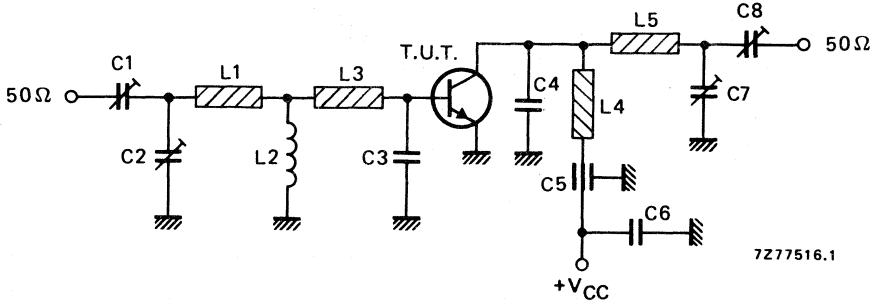 50Ω
C1
C2
L1
L2
L3
C3
T.U.T.
C4
L4
C5
C6
+VCC
L5
C7
C8
50Ω
7Z77516.1